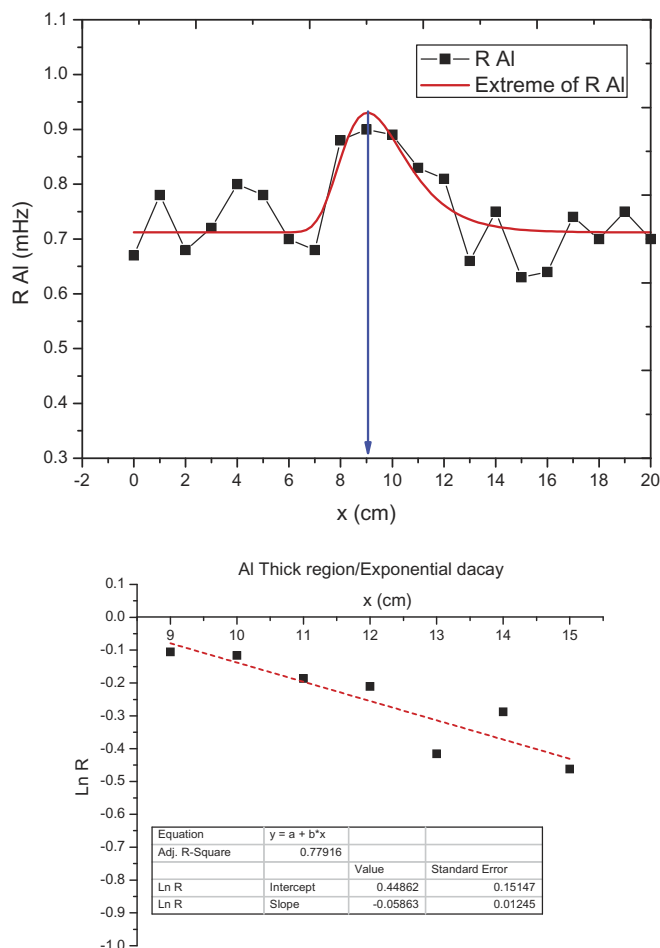 1.1
1.0
0.9
0.8
0.7
0.6
0.5
0.4
0.3
R Al (mHz)
R Al
Extreme of R Al
-2 0 2 4 6 8 10 12 14 16 18 20
x (cm)
Al Thick region/Exponential dacay
x (cm)
0.1
0.0
-0.1
-0.2
-0.3
-0.4
-0.5
-0.6
-0.7
-0.8
-0.9
-1.0
Ln R
9 10 11 12 13 14 15
Equation y = a + b*x
Adj. R-Square 0.77916
Value Standard Error
Ln R Intercept 0.44862 0.15147
Ln R Slope -0.05863 0.01245